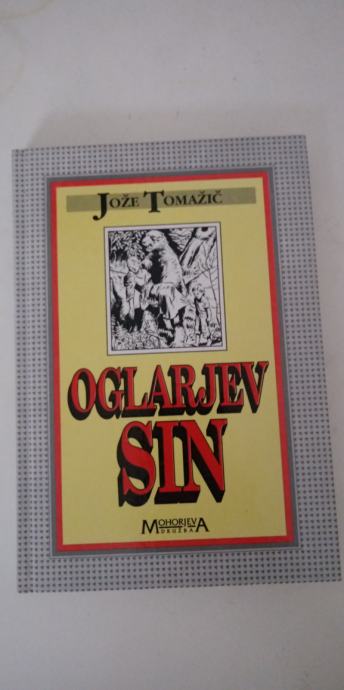 JOŽE TOMAŽIČ
OGLARJEV
SIN
MOHORJEVA
DRUŽBA